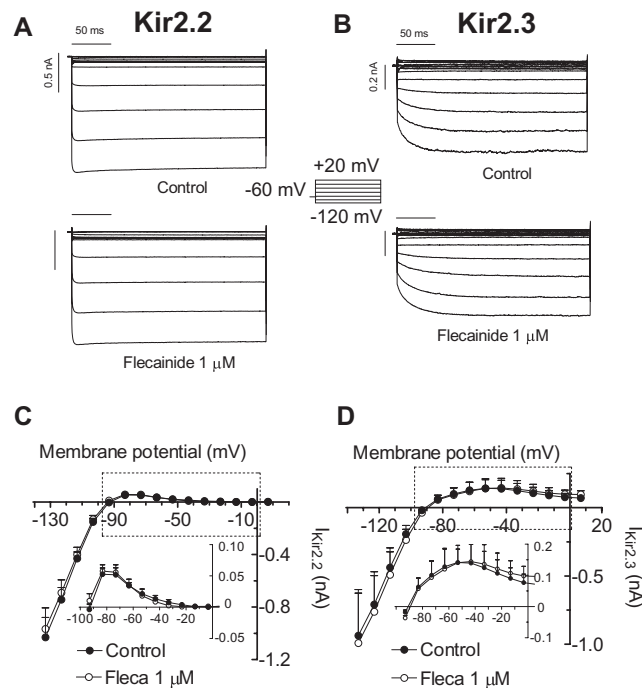 A Kir2.2 B Kir2.3
50 ms 50 ms
0.5 nA 0.2 nA
Control Control
+20 mV
-60 mV
-120 mV
Flecainide 1 μM Flecainide 1 μM
C D
Membrane potential (mV) Membrane potential (mV)
-130 -90 -50 -10 -120 -80 -40 20
-0.4 -0.5
-0.8 -1.0
-1.2
I Kir2.2 (nA) I Kir2.3 (nA)
0.10 0.2
0.05 0.1
0 0
-0.05 0.1
-100 -80 -60 -40 -20 0 -80 -60 -40 -20
Control Control
Fleca 1 μM Fleca 1 μM